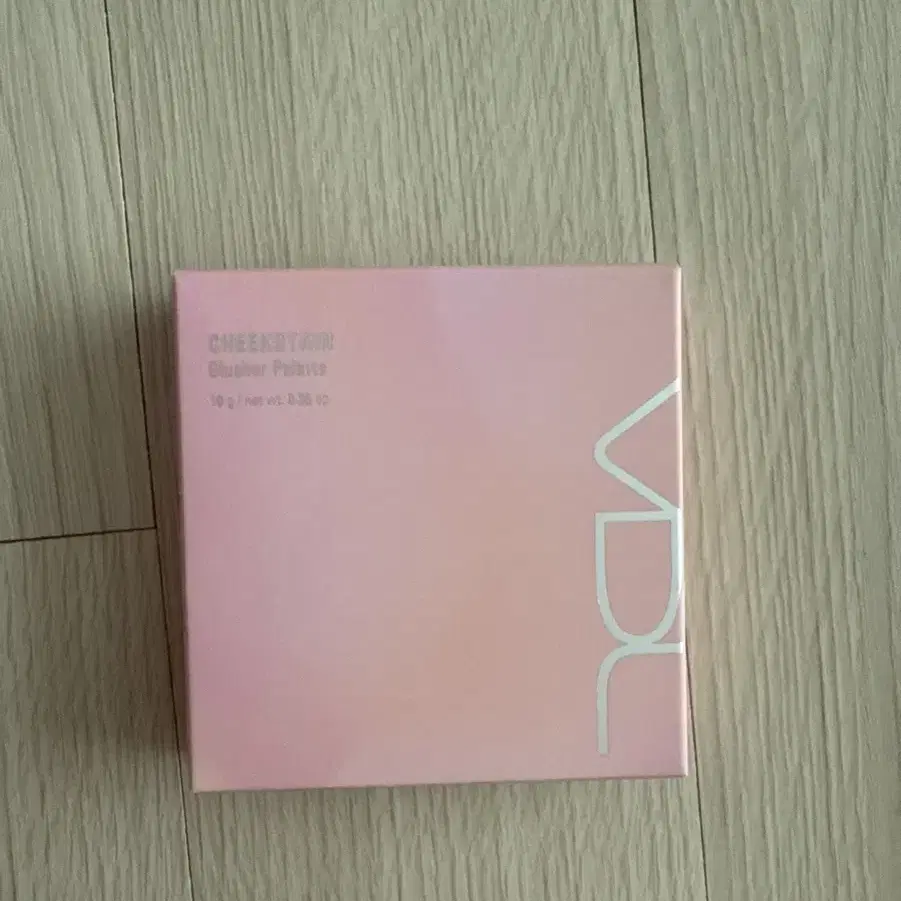 CHEEKSTAIN
Blusher Palette
10 g / net wt. 0.35 oz
VDL